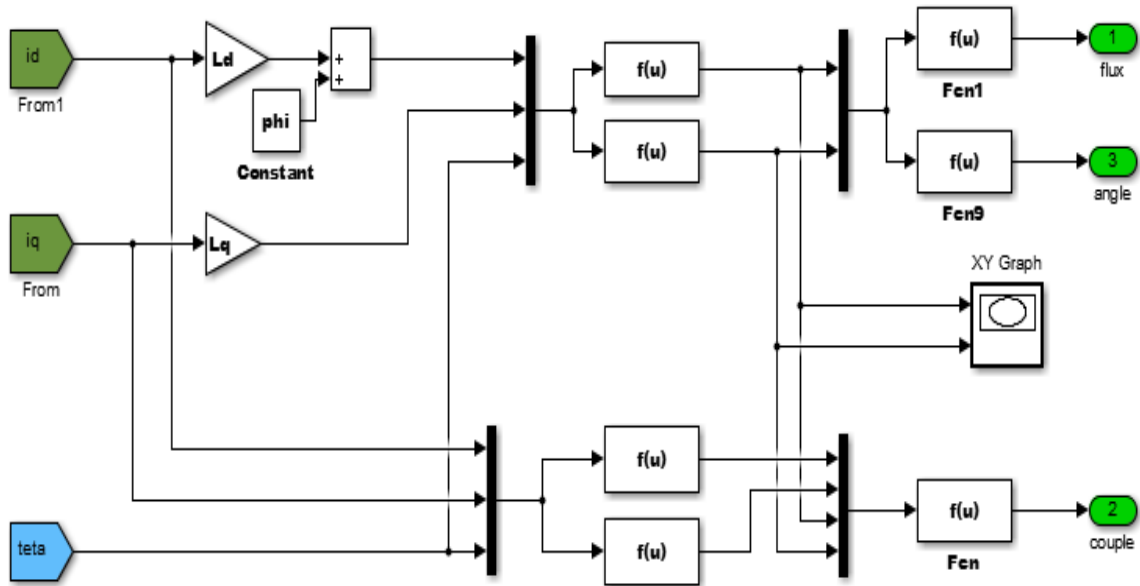 id
From1
Ld
+
+
phi
Constant
f(u)
f(u)
f(u)
Fcn1
1
flux
f(u)
Fcn9
3
angle
iq
From
Lq
XY Graph
teta
f(u)
f(u)
f(u)
Fcn
2
couple